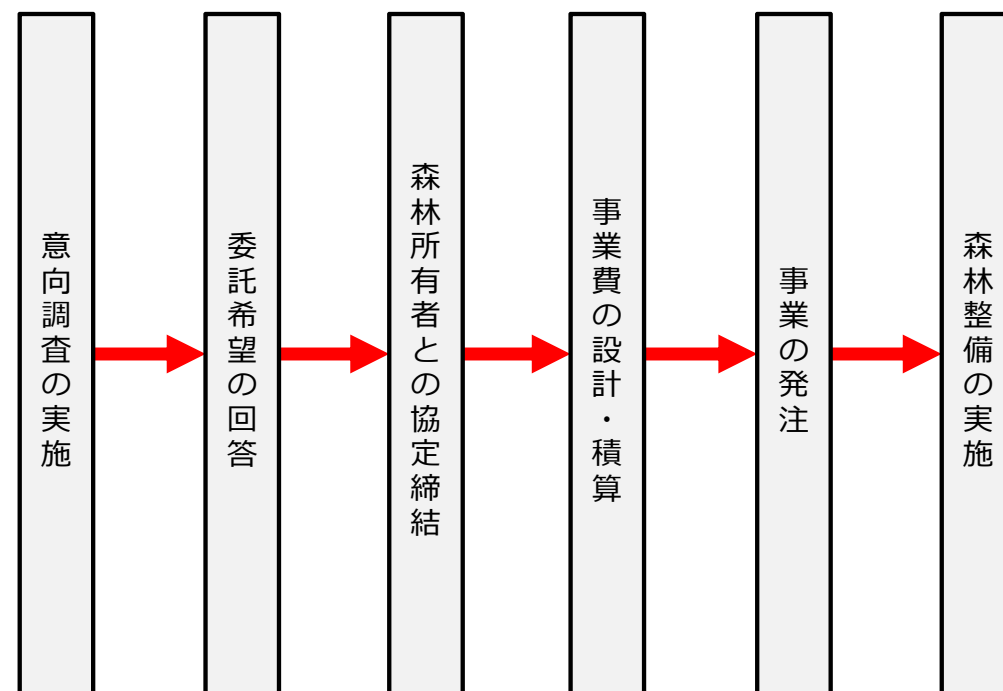 意向調査の実施
委託希望の回答
森林所有者との協定締結
事業費の設計・積算
事業の発注
森林整備の実施